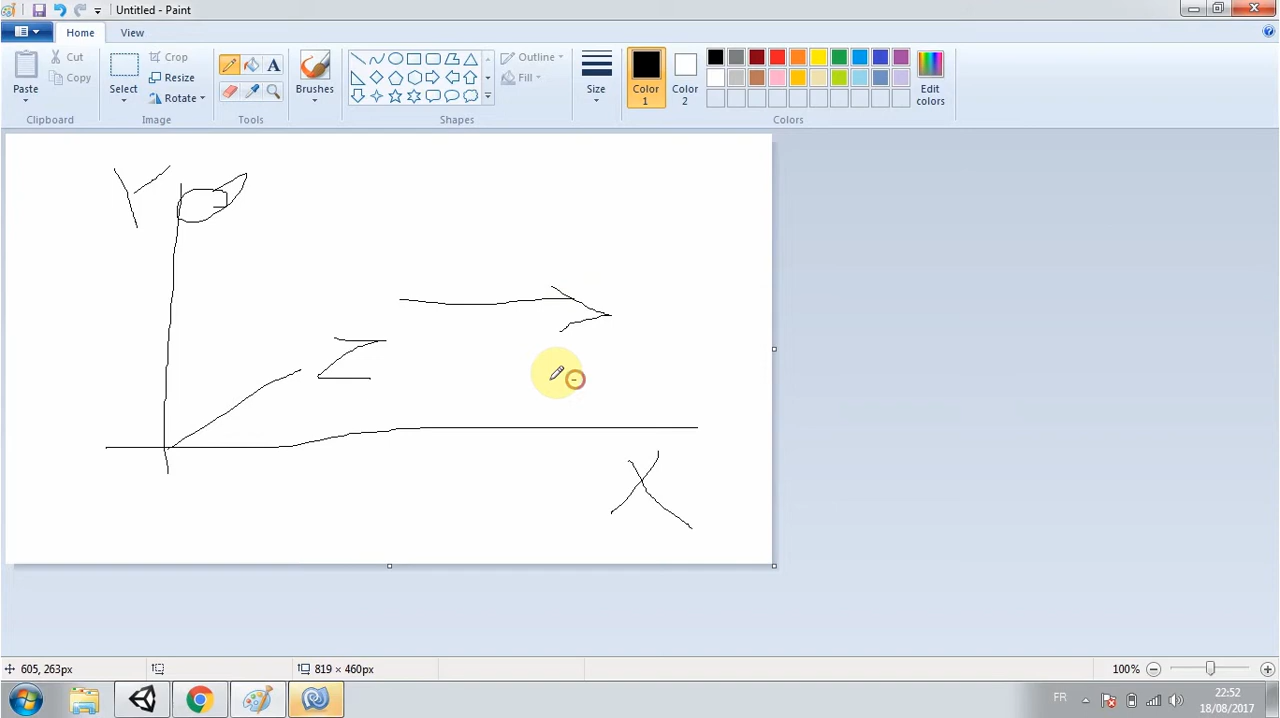 Untitled - Paint
Home View
Paste Cut Copy Select Crop Resize Rotate A Brushes Outline Fill Size Color 1 Color 2 Edit colors
Clipboard Image Tools Shapes Colors
Y
Z
X
605, 263px 819 × 460px 100%
FR 22:52
18/08/2017